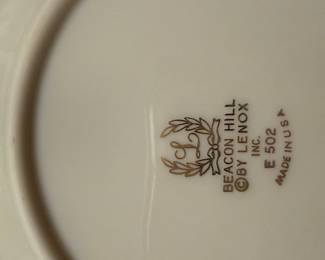 L
BEACON HILL
© BY LENOX
INC.
E 502
MADE IN USA